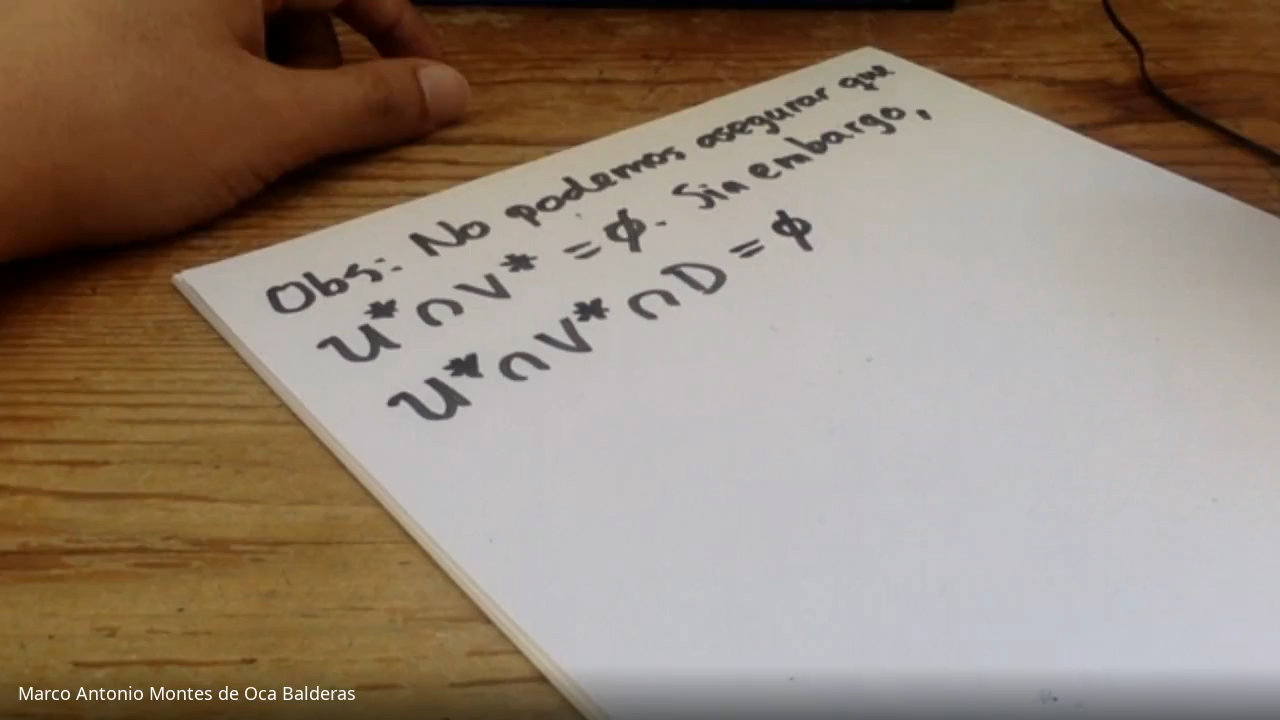 Obs: No podemos asegurar que
U* ∩ V* = ∅. Sin embargo,
U* ∩ V* ∩ D = ∅
Marco Antonio Montes de Oca Balderas